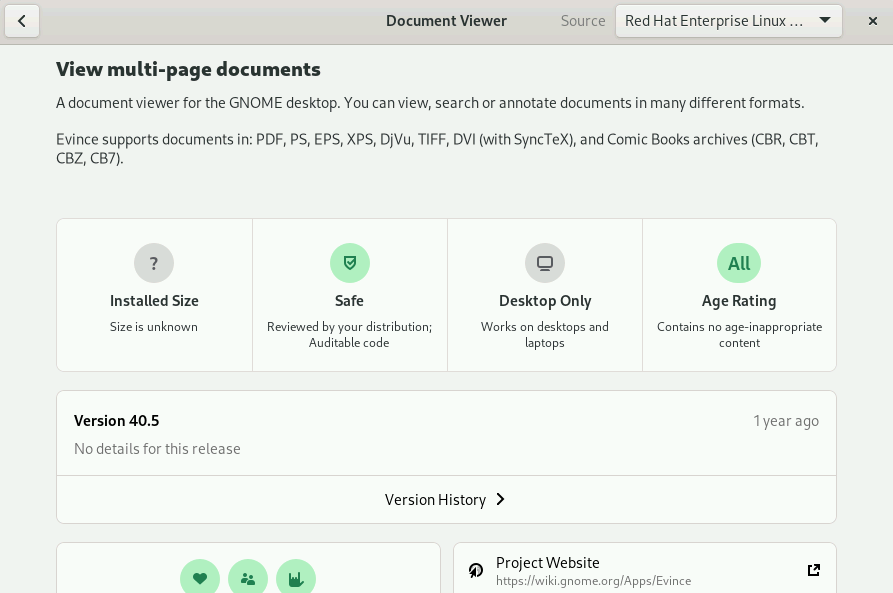 Document Viewer
Source
Red Hat Enterprise Linux ...
View multi-page documents
A document viewer for the GNOME desktop. You can view, search or annotate documents in many different formats.
Evince supports documents in: PDF, PS, EPS, XPS, DjVu, TIFF, DVI (with SyncTeX), and Comic Books archives (CBR, CBT,
CBZ, CB7).
?
Installed Size
Size is unknown
Safe
Reviewed by your distribution;
Auditable code
Desktop Only
Works on desktops and
laptops
All
Age Rating
Contains no age-inappropriate
content
Version 40.5
1 year ago
No details for this release
Version History
Project Website
https://wiki.gnome.org/Apps/Evince